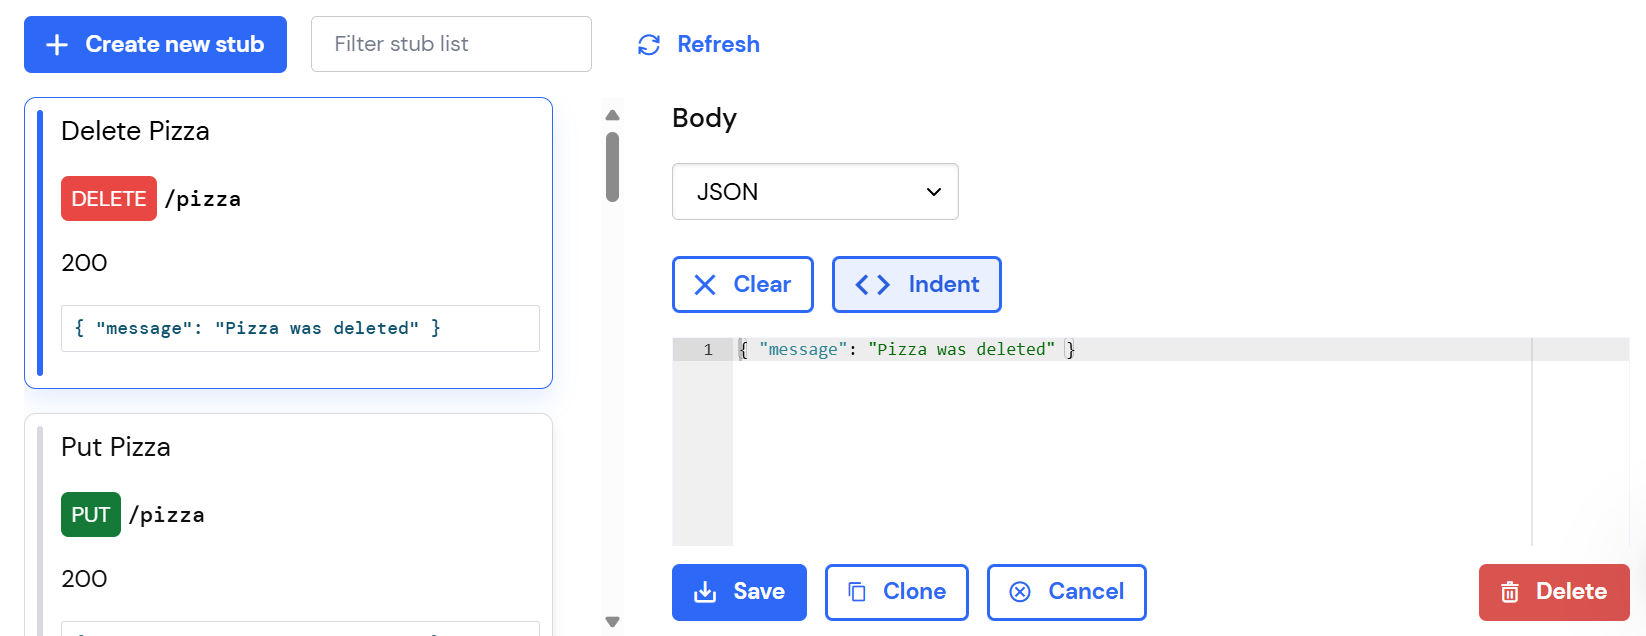 Create new stub
Filter stub list
Refresh
Delete Pizza
DELETE /pizza
200
{ "message": "Pizza was deleted" }
Put Pizza
PUT /pizza
200
Body
JSON
Clear
Indent
1 { "message": "Pizza was deleted" }
Save
Clone
Cancel
Delete